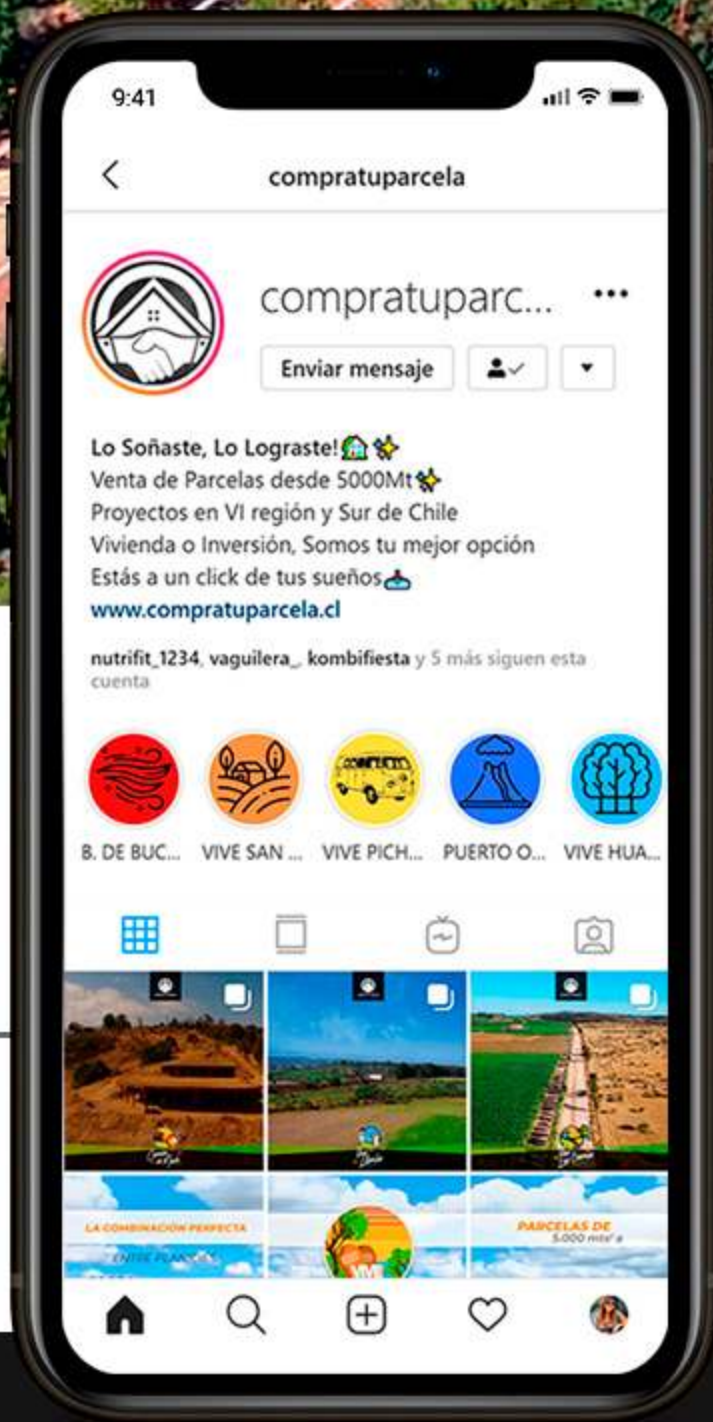 9:41
compratuparcela
compratuparc...
Enviar mensaje
Lo Soñaste, Lo Lograste!🏡✨
Venta de Parcelas desde 5000Mt✨
Proyectos en VI región y Sur de Chile
Vivienda o Inversión, Somos tu mejor opción
Estás a un click de tus sueños📥
www.compratuparcela.cl
nutrifit_1234, vaguilera_, kombifiesta y 5 más siguen esta
cuenta
B. DE BUC... VIVE SAN ... VIVE PICH... PUERTO O... VIVE HUA...
LA COMBINACIÓN PERFECTA
PARCELAS DE
5.000 mts² a